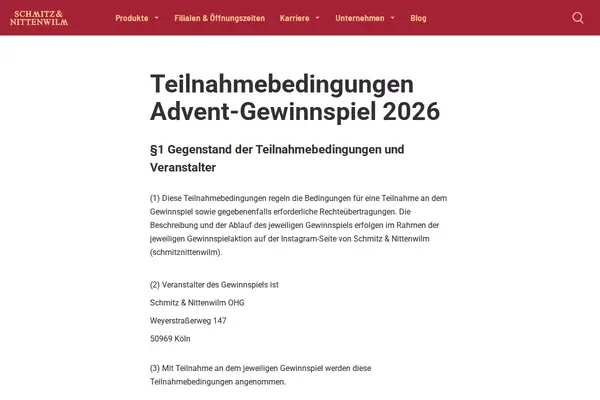 SCHMITZ &
NITTENWILM
Produkte
Filialen & Öffnungszeiten
Karriere
Unternehmen
Blog
Teilnahmebedingungen
Advent-Gewinnspiel 2026
§1 Gegenstand der Teilnahmebedingungen und
Veranstalter
(1) Diese Teilnahmebedingungen regeln die Bedingungen für eine Teilnahme an dem
Gewinnspiel sowie gegebenenfalls erforderliche Rechteübertragungen. Die
Beschreibung und der Ablauf des jeweiligen Gewinnspiels erfolgen im Rahmen der
jeweiligen Gewinnspielaktion auf der Instagram-Seite von Schmitz & Nittenwilm
(schmitznittenwilm).
(2) Veranstalter des Gewinnspiels ist
Schmitz & Nittenwilm OHG
Weyerstraßerweg 147
50969 Köln
(3) Mit Teilnahme an dem jeweiligen Gewinnspiel werden diese
Teilnahmebedingungen angenommen.